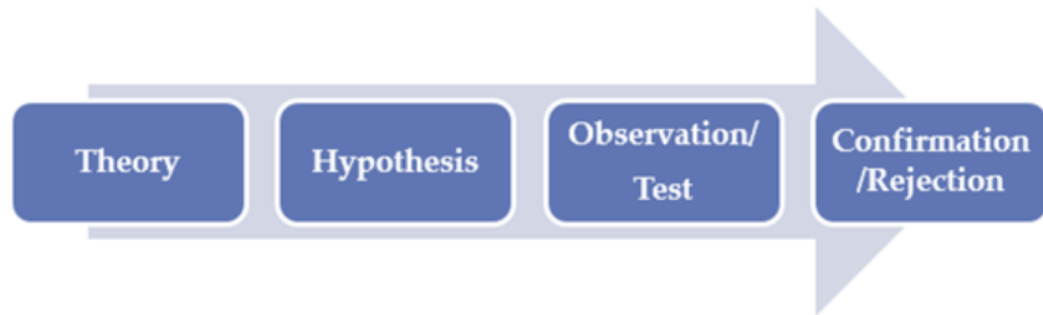 Theory
Hypothesis
Observation/
Test
Confirmation
/Rejection